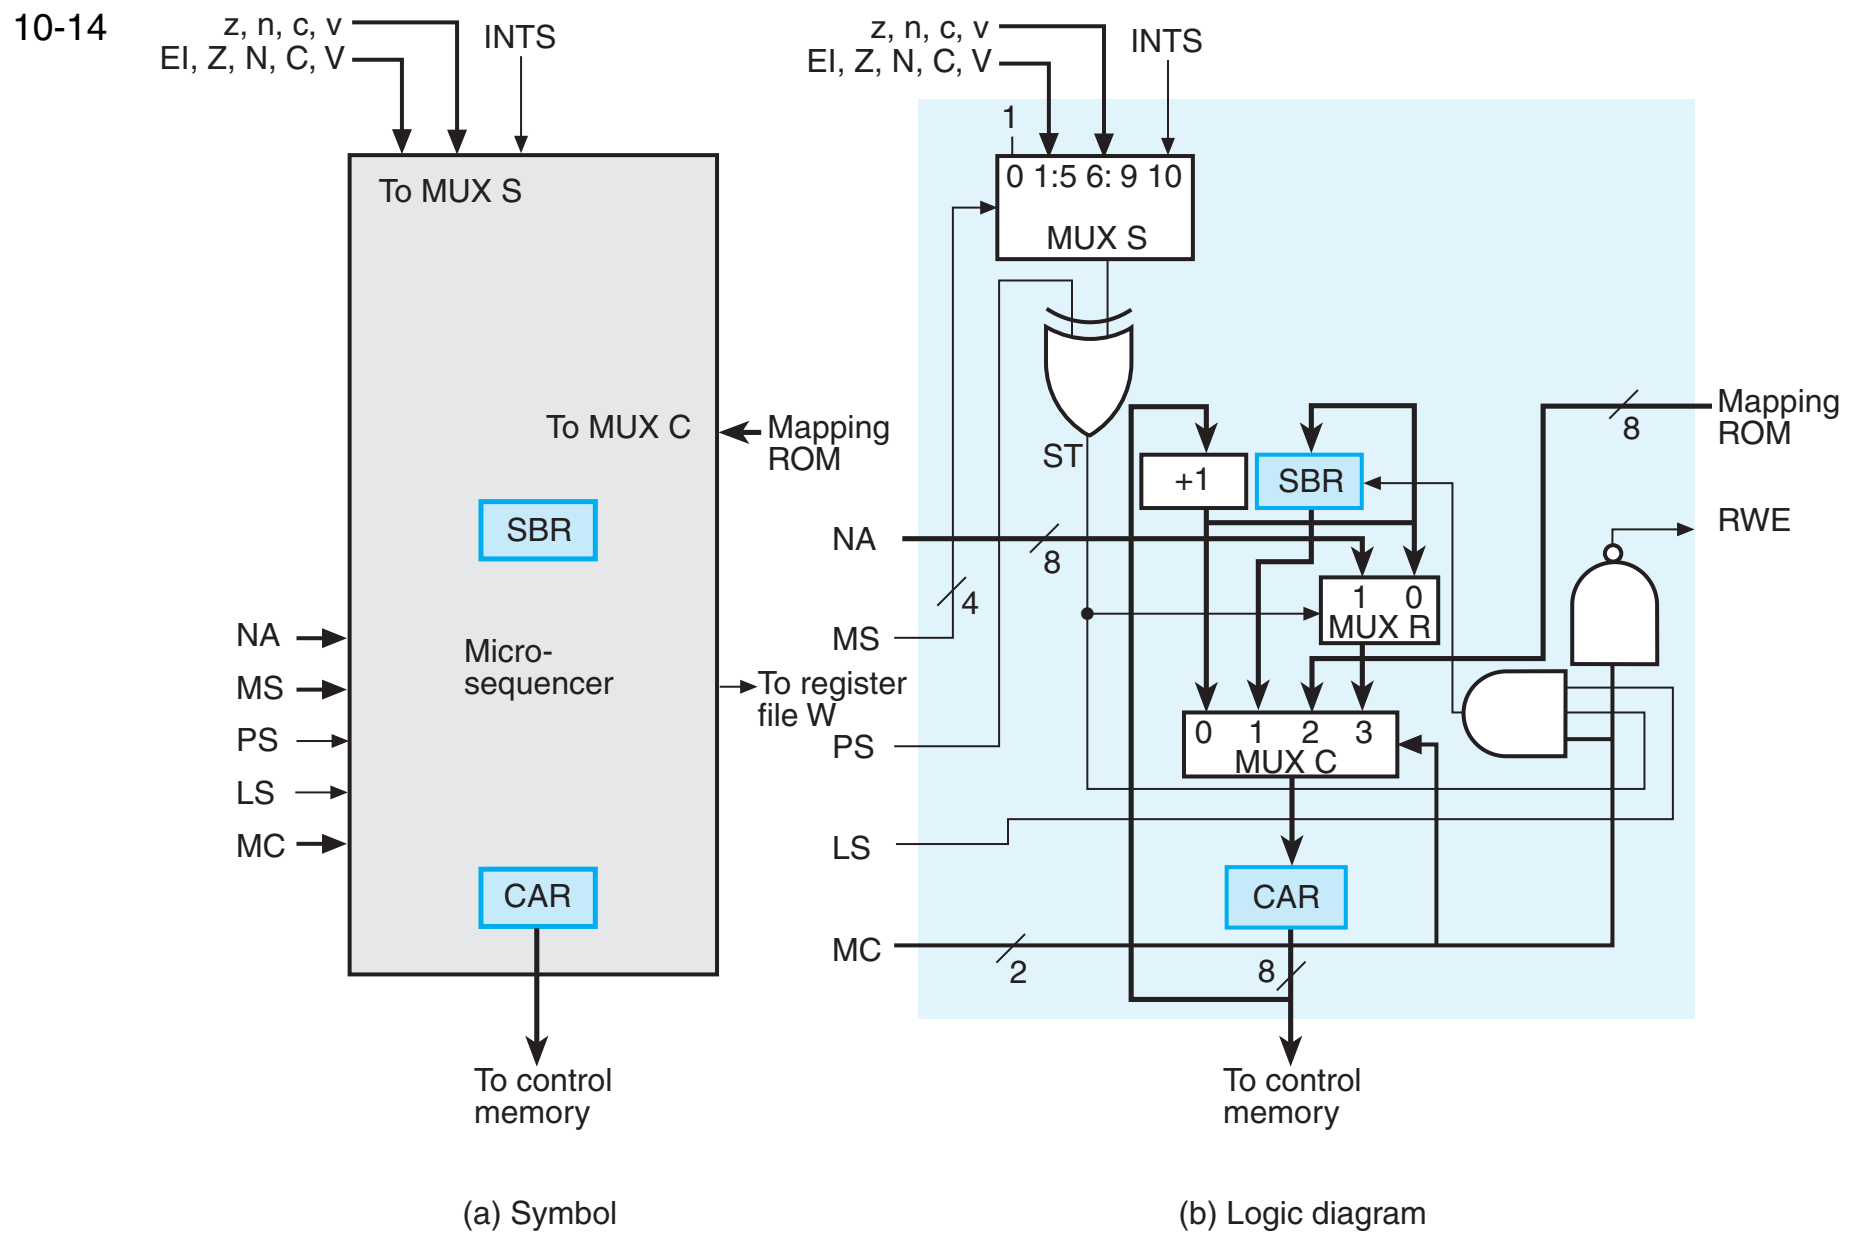 10-14
z, n, c, v
EI, Z, N, C, V
INTS
To MUX S
To MUX C
Mapping
ROM
SBR
Micro-
sequencer
NA
MS
PS
LS
MC
To register
file W
CAR
To control
memory
(a) Symbol
z, n, c, v
EI, Z, N, C, V
INTS
1
0 1:5 6: 9 10
MUX S
ST
+1
SBR
8
Mapping
ROM
RWE
NA
8
4
MS
1 0
MUX R
PS
0 1 2 3
MUX C
LS
CAR
MC
2
8
To control
memory
(b) Logic diagram